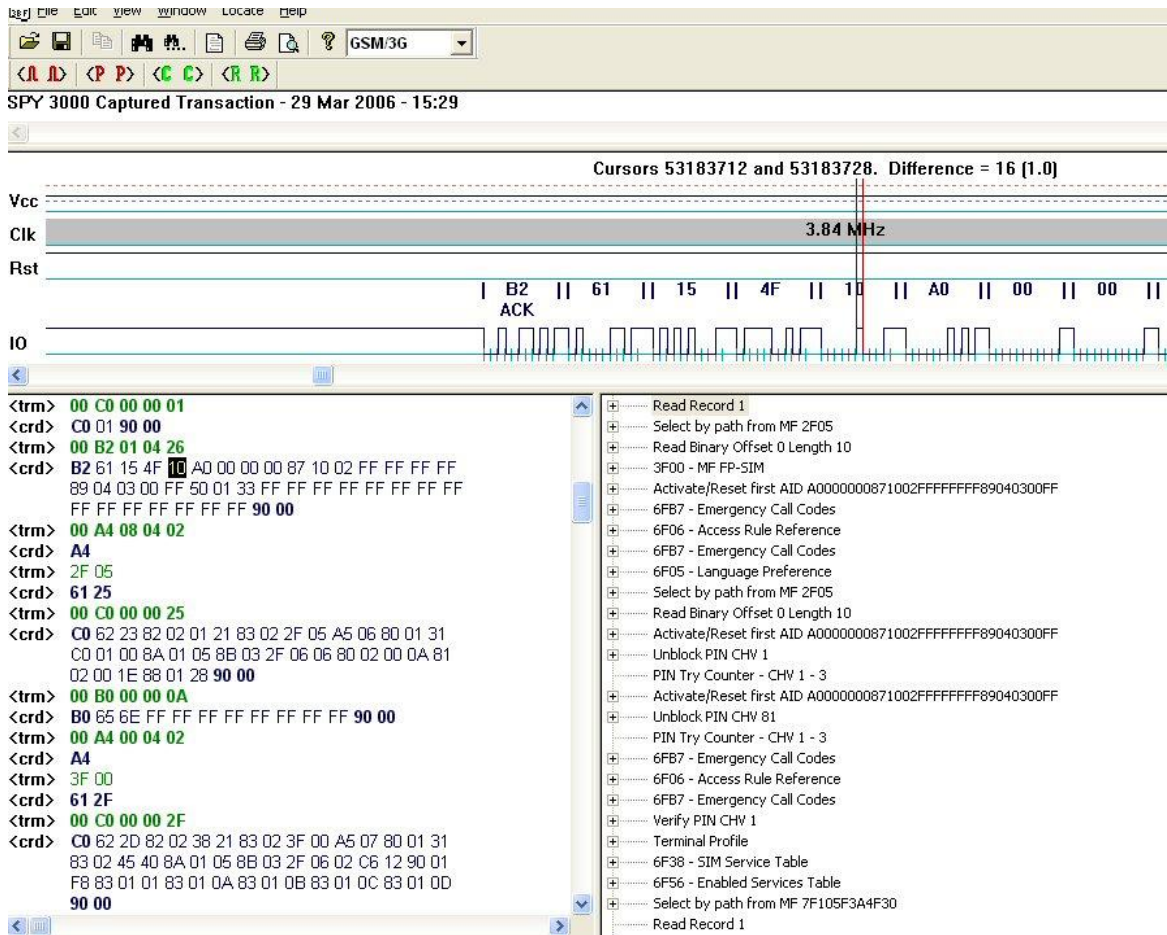 File Edit View Window Locate Help
GSM/3G
<P P> <C C> <R R>
SPY 3000 Captured Transaction - 29 Mar 2006 - 15:29
Cursors 53183712 and 53183728. Difference = 16 (1.0)
Vcc
Clk 3.84 MHz
Rst
| B2 || 61 || 15 || 4F || 10 || A0 || 00 || 00 ||
ACK
IO
<trm> 00 C0 00 00 01
<crd> C0 01 90 00
<trm> 00 B2 01 04 26
<crd> B2 61 15 4F 10 A0 00 00 00 87 10 02 FF FF FF FF
89 04 03 00 FF 50 01 33 FF FF FF FF FF FF FF FF
FF FF FF FF FF FF FF 90 00
<trm> 00 A4 08 04 02
<crd> A4
<trm> 2F 05
<crd> 61 25
<trm> 00 C0 00 00 25
<crd> C0 62 23 82 02 01 21 83 02 2F 05 A5 06 80 01 31
C0 01 00 8A 01 05 8B 03 2F 06 06 80 02 00 0A 81
02 00 1E 88 01 28 90 00
<trm> 00 B0 00 00 0A
<crd> B0 65 6E FF FF FF FF FF FF FF FF 90 00
<trm> 00 A4 00 04 02
<crd> A4
<trm> 3F 00
<crd> 61 2F
<trm> 00 C0 00 00 2F
<crd> C0 62 2D 82 02 38 21 83 02 3F 00 A5 07 80 01 31
83 02 45 40 8A 01 05 8B 03 2F 06 02 C6 12 90 01
F8 83 01 01 83 01 0A 83 01 0B 83 01 0C 83 01 0D
90 00
Read Record 1
Select by path from MF 2F05
Read Binary Offset 0 Length 10
3F00 - MF FP-SIM
Activate/Reset first AID A0000000871002FFFFFFFF89040300FF
6FB7 - Emergency Call Codes
6F06 - Access Rule Reference
6FB7 - Emergency Call Codes
6F05 - Language Preference
Select by path from MF 2F05
Read Binary Offset 0 Length 10
Activate/Reset first AID A0000000871002FFFFFFFF89040300FF
Unblock PIN CHV 1
PIN Try Counter - CHV 1 - 3
Activate/Reset first AID A0000000871002FFFFFFFF89040300FF
Unblock PIN CHV 81
PIN Try Counter - CHV 1 - 3
6FB7 - Emergency Call Codes
6F06 - Access Rule Reference
6FB7 - Emergency Call Codes
Verify PIN CHV 1
Terminal Profile
6F38 - SIM Service Table
6F56 - Enabled Services Table
Select by path from MF 7F105F3A4F30
Read Record 1